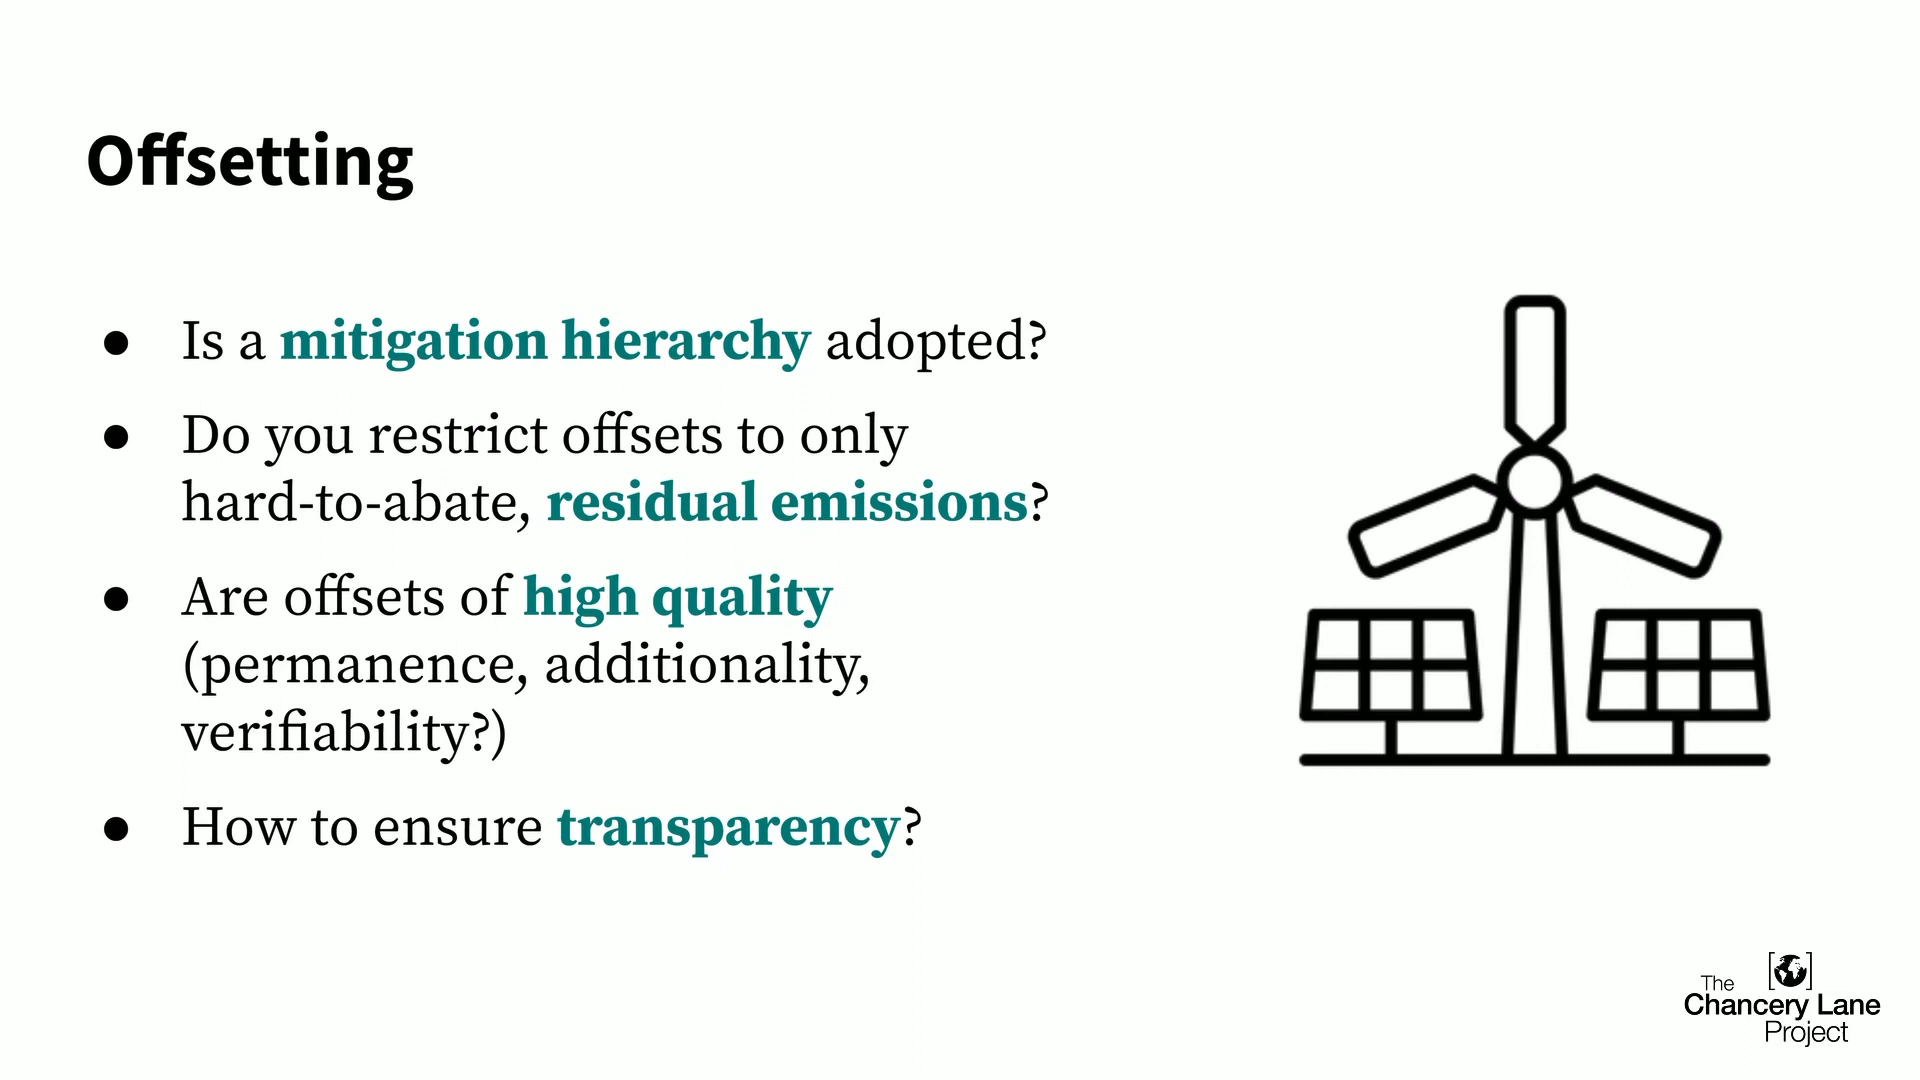 Offsetting
● Is a mitigation hierarchy adopted?
● Do you restrict offsets to only
hard-to-abate, residual emissions?
● Are offsets of high quality
(permanence, additionality,
verifiability?)
● How to ensure transparency?
The
Chancery Lane
Project